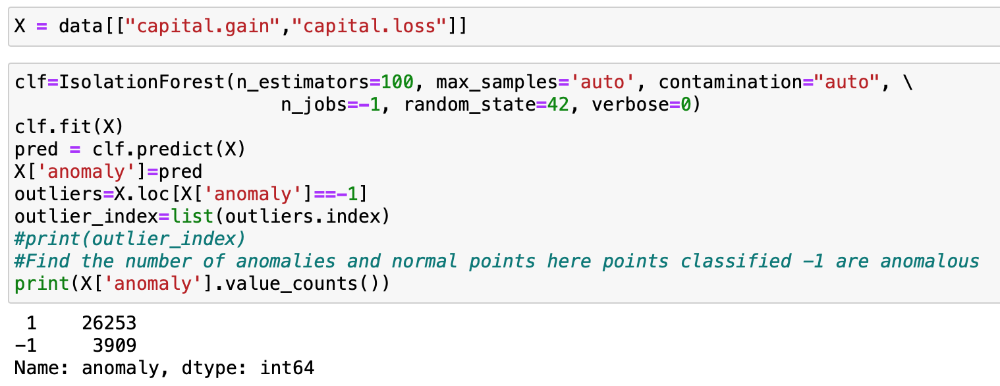 X = data[["capital.gain","capital.loss"]]
clf=IsolationForest(n_estimators=100, max_samples='auto', contamination="auto", \
                        n_jobs=-1, random_state=42, verbose=0)
clf.fit(X)
pred = clf.predict(X)
X['anomaly']=pred
outliers=X.loc[X['anomaly']==-1]
outlier_index=list(outliers.index)
#print(outlier_index)
#Find the number of anomalies and normal points here points classified -1 are anomalous
print(X['anomaly'].value_counts())
 1    26253
-1     3909
Name: anomaly, dtype: int64